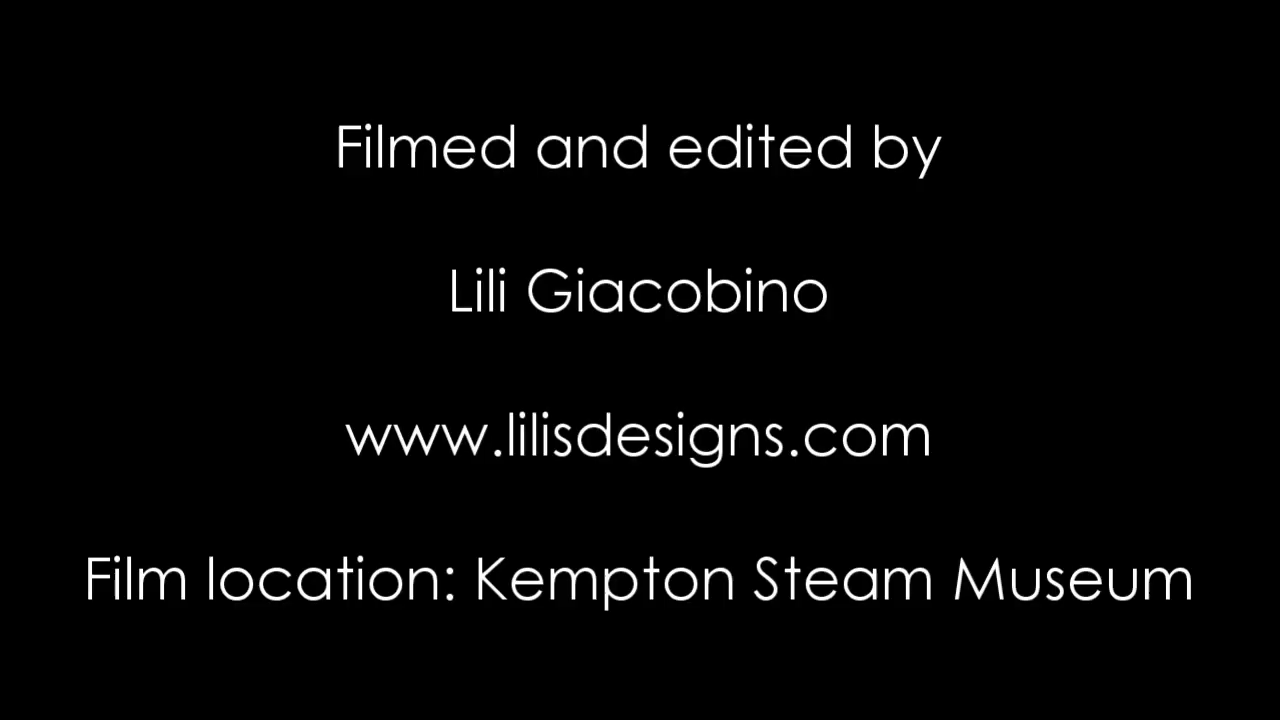 Filmed and edited by
Lili Giacobino
www.lilisdesigns.com
Film location: Kempton Steam Museum